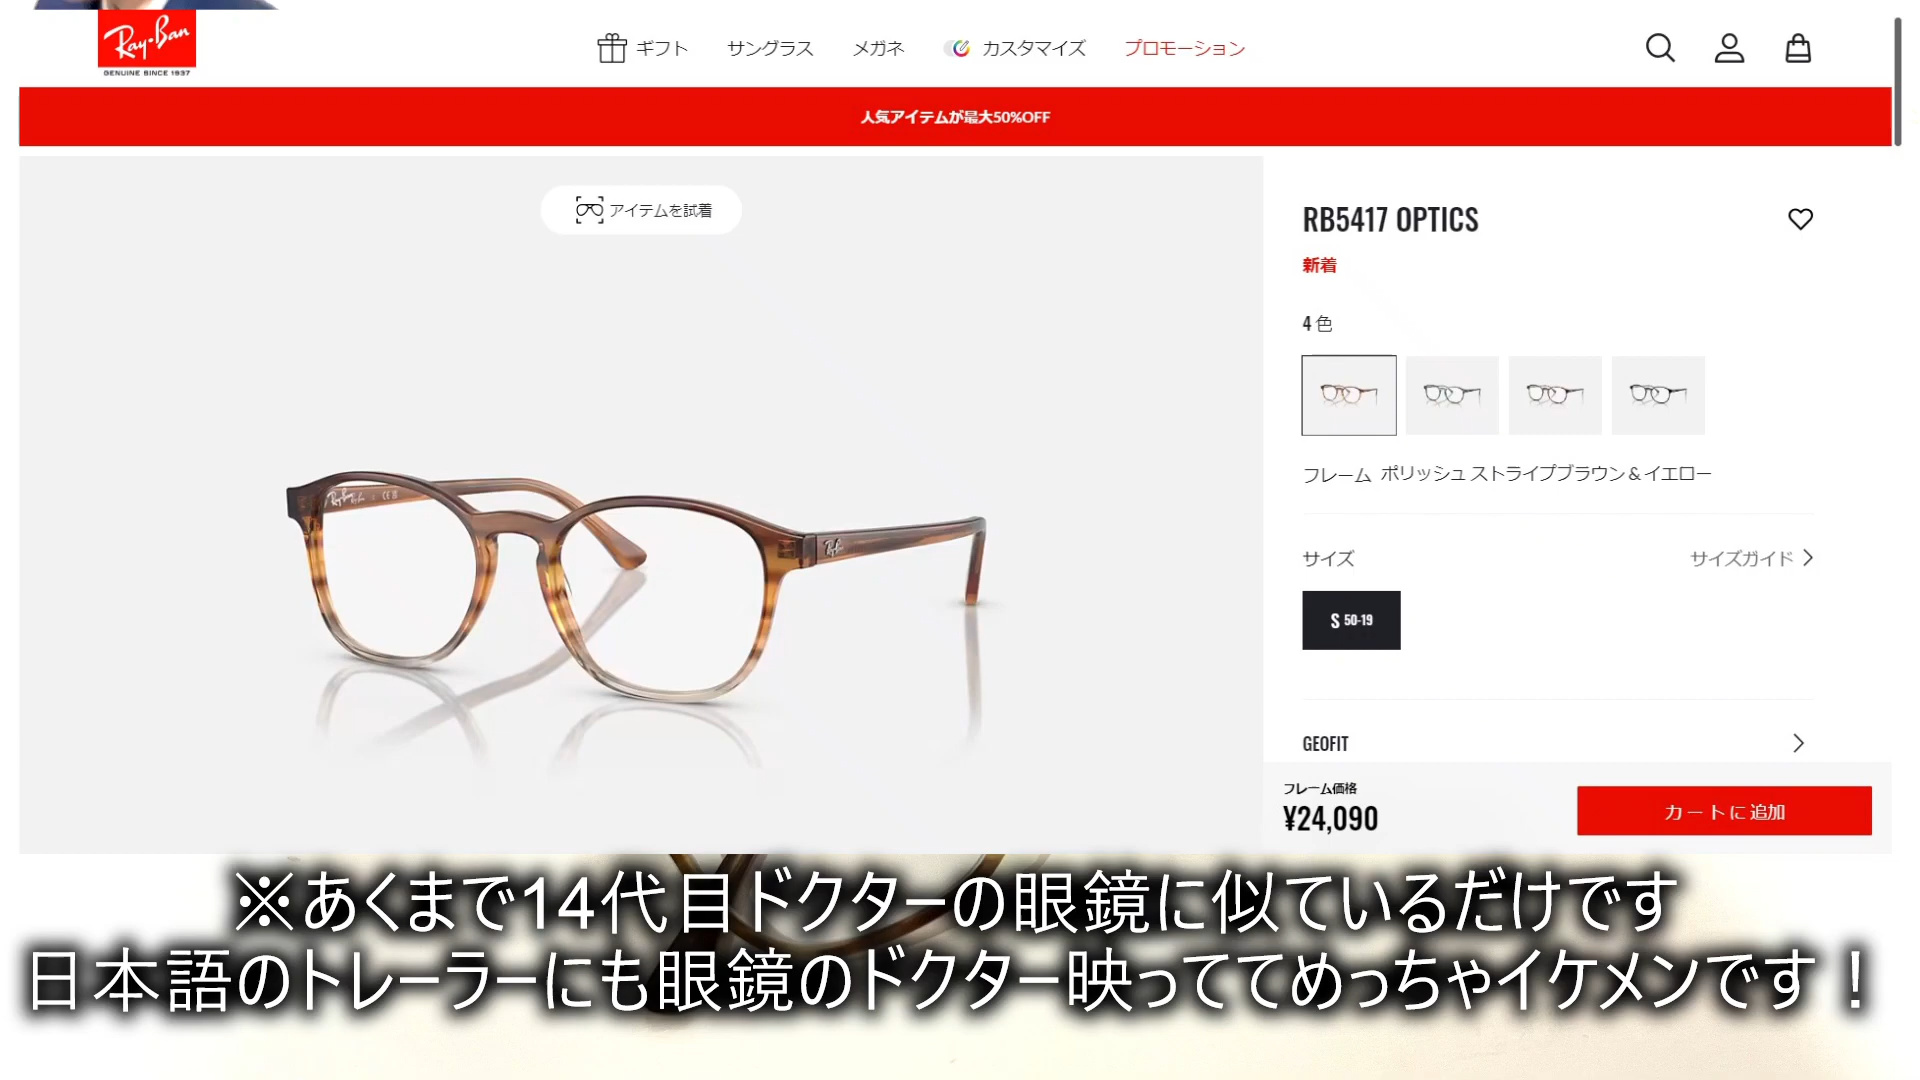 Ray-Ban
GENUINE SINCE 1937
ギフト
サングラス
メガネ
カスタマイズ
プロモーション
人気アイテムが最大50%OFF
アイテムを試着
RB5417 OPTICS
新着
4 色
フレーム ポリッシュ ストライプブラウン & イエロー
サイズ
サイズガイド
S 50-19
GEOFIT
フレーム価格
¥24,090
カートに追加
Ray-Ban
※あくまで14代目ドクターの眼鏡に似ているだけです
日本語のトレーラーにも眼鏡のドクター映っててめっちゃイケメンです！